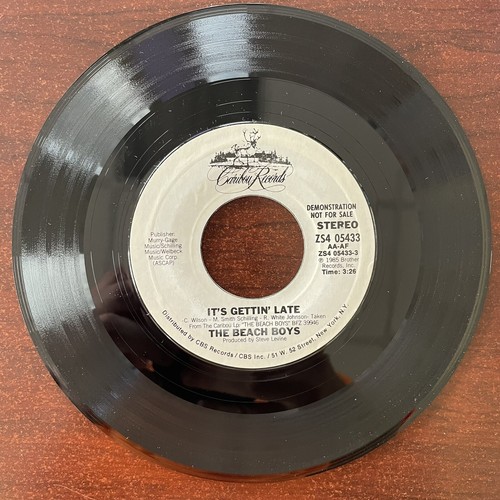 Caribou Records
DEMONSTRATION
NOT FOR SALE
STEREO
ZS4 05433
AA-AF
ZS4 05433-3
℗ 1985 Brother
Records, Inc.
Time: 3:26
Publisher:
Murry-Gage
Music/Schilling
Music/Welbeck
Music Corp.
(ASCAP)
IT'S GETTIN' LATE
-C. Wilson - M. Smith Schilling - R. White Johnson- Taken
From The Caribou Lp "THE BEACH BOYS" BFZ 39946
THE BEACH BOYS
Produced by Steve Levine
Distributed by CBS Records / CBS Inc. / 51 W. 52 Street, New York, N.Y.